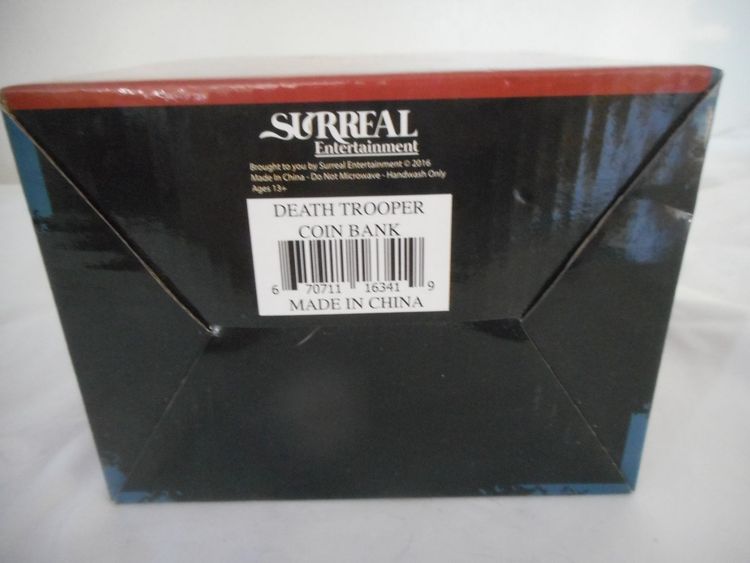 SURREAL
Entertainment
Brought to you by Surreal Entertainment © 2016
Made In China - Do Not Microwave - Handwash Only
Ages 13+
DEATH TROOPER
COIN BANK
6 70711 16341 9
MADE IN CHINA